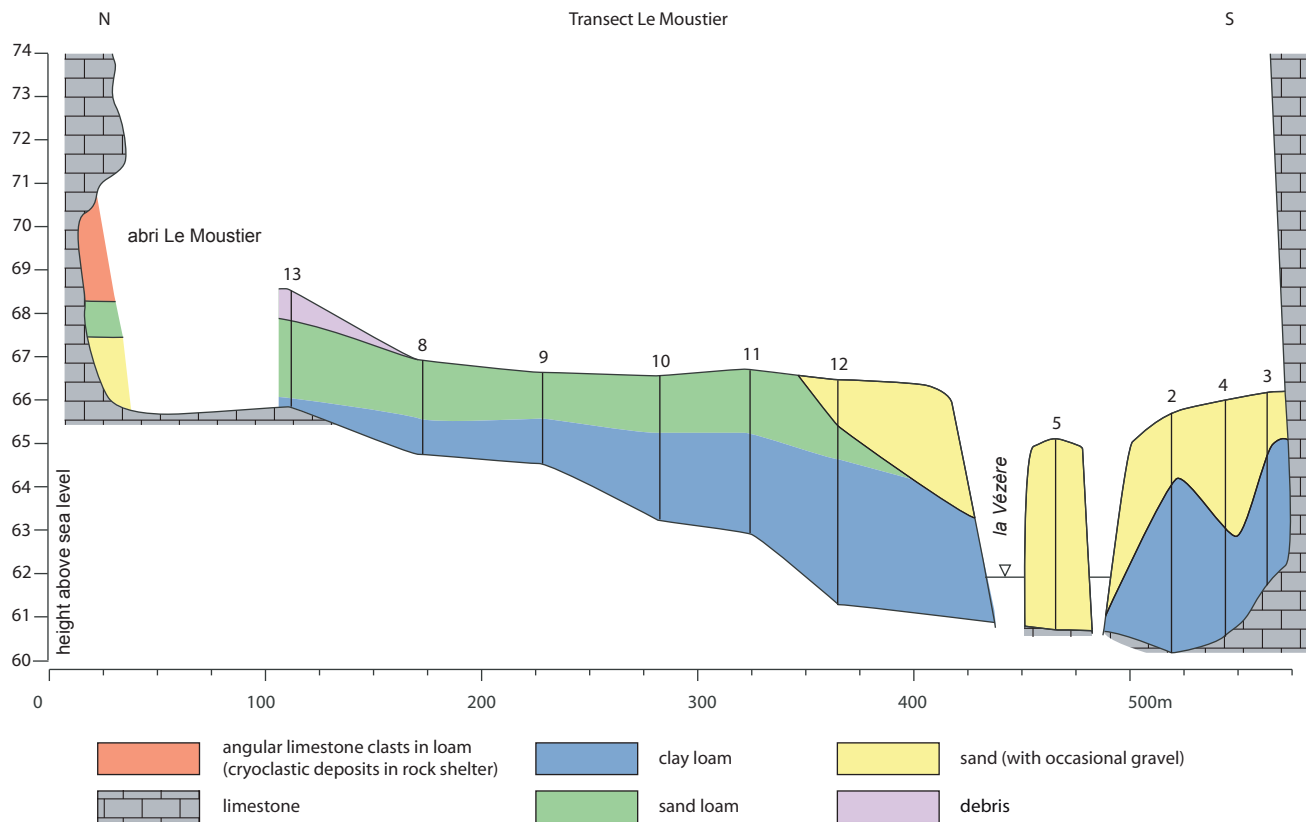 N Transect Le Moustier S
74
73
72
71
70
69
68
67
66
65
64
63
62
61
60
height above sea level
abri Le Moustier
13
8
9
10
11
12
la Vézère
5
2
4
3
0 100 200 300 400 500m
angular limestone clasts in loam
(cryoclastic deposits in rock shelter)
limestone
clay loam
sand loam
sand (with occasional gravel)
debris